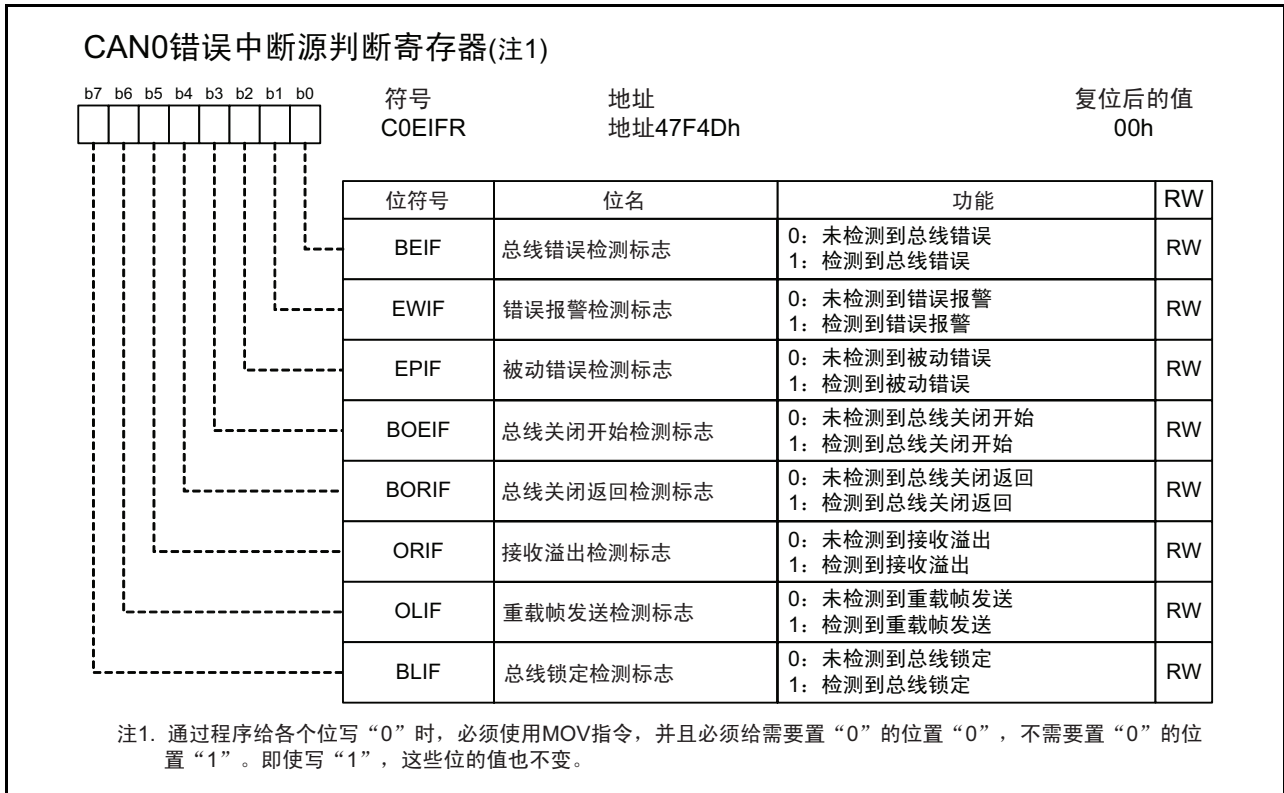 CAN0错误中断源判断寄存器(注1)
b7 b6 b5 b4 b3 b2 b1 b0
符号 地址 复位后的值
C0EIFR 地址47F4Dh 00h
位符号 位名 功能 RW
BEIF 总线错误检测标志 0：未检测到总线错误 RW
1：检测到总线错误
EWIF 错误报警检测标志 0：未检测到错误报警 RW
1：检测到错误报警
EPIF 被动错误检测标志 0：未检测到被动错误 RW
1：检测到被动错误
BOEIF 总线关闭开始检测标志 0：未检测到总线关闭开始 RW
1：检测到总线关闭开始
BORIF 总线关闭返回检测标志 0：未检测到总线关闭返回 RW
1：检测到总线关闭返回
ORIF 接收溢出检测标志 0：未检测到接收溢出 RW
1：检测到接收溢出
OLIF 重载帧发送检测标志 0：未检测到重载帧发送 RW
1：检测到重载帧发送
BLIF 总线锁定检测标志 0：未检测到总线锁定 RW
1：检测到总线锁定
注1. 通过程序给各个位写“0”时，必须使用MOV指令，并且必须给需要置“0”的位置“0”，不需要置“0”的位
置“1”。即使写“1”，这些位的值也不变。